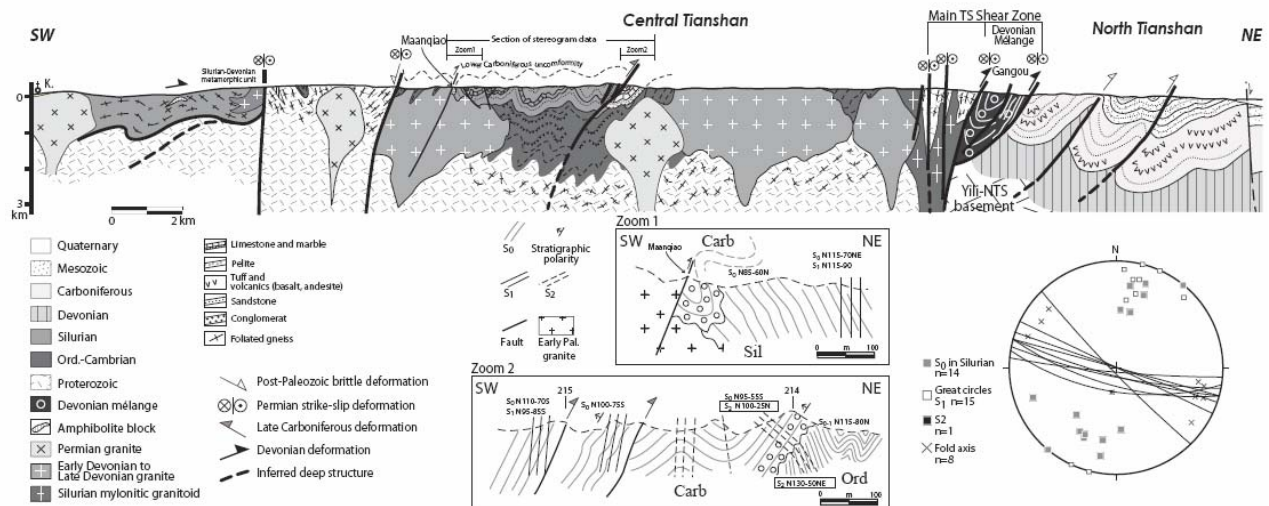 SW
Central Tianshan
North Tianshan
NE
Main TS Shear Zone
Devonian
Mélange
Gangou
Maanqiao
Section of stereogram data
Zoom1
Zoom2
Lower Carboniferous uncomformity
Silurian-Devonian
metamorphic unit
K.
0
3
km
0 2 km
Yili-NTS
basement
Quaternary
Mesozoic
Carboniferous
Devonian
Silurian
Ord.-Cambrian
Proterozoic
Devonian mélange
Amphibolite block
Permian granite
Early Devonian to
Late Devonian granite
Silurian mylonitic granitoid
Limestone and marble
Pelite
Tuff and
volcanics (basalt, andesite)
Sandstone
Conglomerat
Foliated gneiss
Post-Paleozoic brittle deformation
Permian strike-slip deformation
Late Carboniferous deformation
Devonian deformation
Inferred deep structure
S0
Stratigraphic
polarity
S1
S2
Fault
Early Pal.
granite
Zoom 1
SW
Carb
NE
Maanqiao
S0 N85-60N
S0 N115-70NE
S1 N115-90
Sil
0 m 100
Zoom 2
SW
NE
215
214
S0 N110-70S
S1 N95-85S
S0 N100-75S
S0 N95-55S
S2 N100-25N
S0-1 N115-80N
S2 N130-50NE
Carb
Ord
0 m 100
N
S0 in Silurian
n=14
Great circles
S1 n=15
S2
n=1
Fold axis
n=8